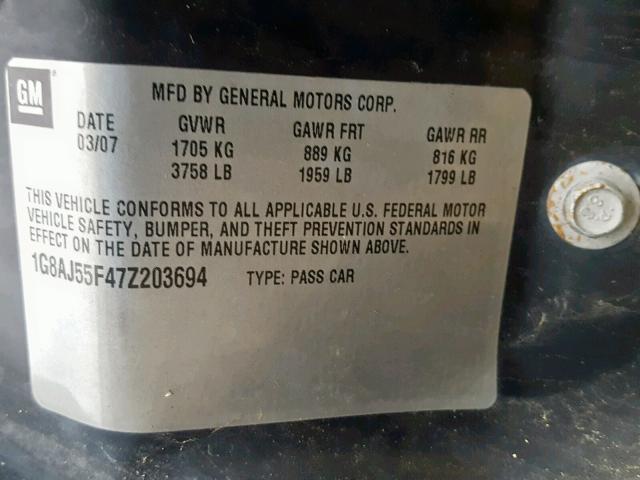 GM
MFD BY GENERAL MOTORS CORP.
DATE GVWR GAWR FRT GAWR RR
03/07 1705 KG 889 KG 816 KG
3758 LB 1959 LB 1799 LB
THIS VEHICLE CONFORMS TO ALL APPLICABLE U.S. FEDERAL MOTOR
VEHICLE SAFETY, BUMPER, AND THEFT PREVENTION STANDARDS IN
EFFECT ON THE DATE OF MANUFACTURE SHOWN ABOVE.
1G8AJ55F47Z203694 TYPE: PASS CAR